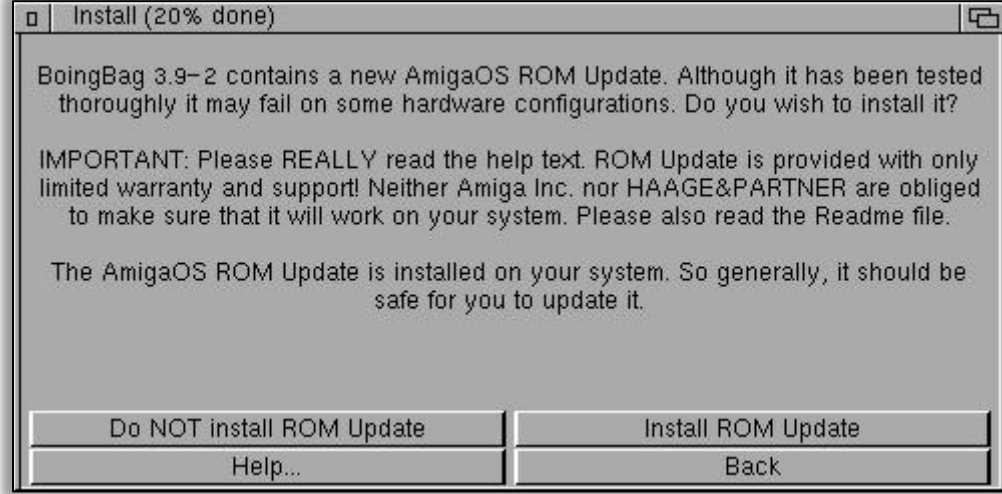 Install (20% done)
BoingBag 3.9-2 contains a new AmigaOS ROM Update. Although it has been tested
thoroughly it may fail on some hardware configurations. Do you wish to install it?
IMPORTANT: Please REALLY read the help text. ROM Update is provided with only
limited warranty and support! Neither Amiga Inc. nor HAAGE&PARTNER are obliged
to make sure that it will work on your system. Please also read the Readme file.
The AmigaOS ROM Update is installed on your system. So generally, it should be
safe for you to update it.
Do NOT install ROM Update
Install ROM Update
Help...
Back